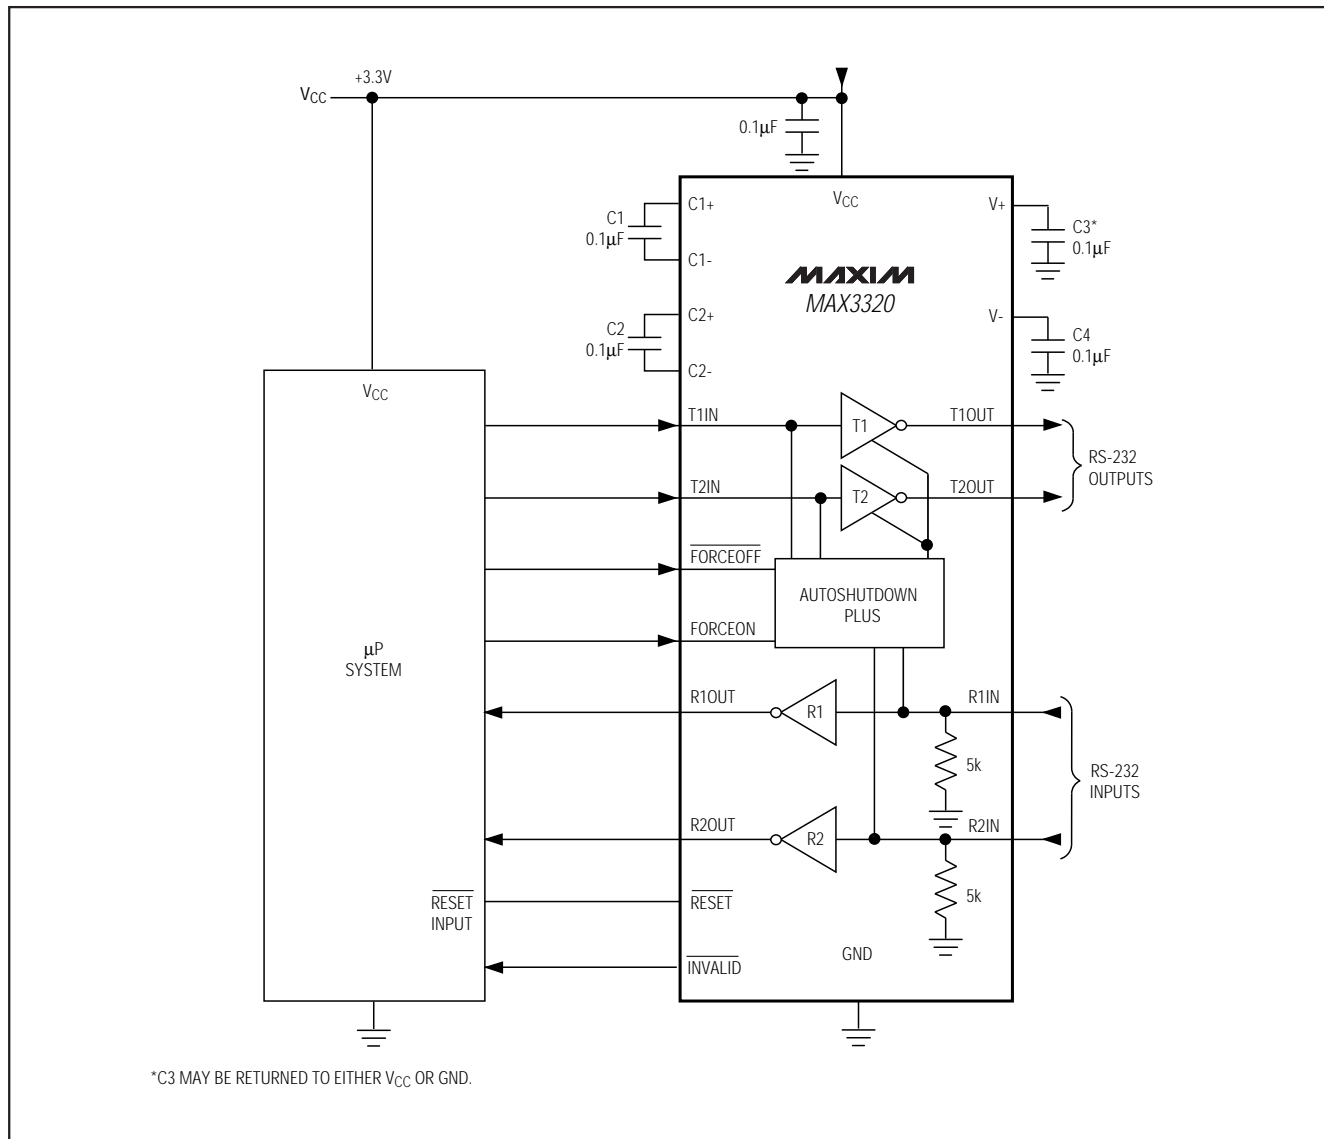 +3.3V
VCC
0.1µF
VCC
C1+
C1
0.1µF
C1-
V+
C3*
0.1µF
MAXIM
MAX3320
C2+
C2
0.1µF
C2-
V-
C4
0.1µF
VCC
T1IN
T1
T1OUT
RS-232
OUTPUTS
T2IN
T2
T2OUT
FORCEOFF
AUTOSHUTDOWN
PLUS
FORCEON
µP
SYSTEM
R1OUT
R1
R1IN
5k
RS-232
INPUTS
R2OUT
R2
R2IN
5k
RESET
INPUT
RESET
GND
INVALID
*C3 MAY BE RETURNED TO EITHER VCC OR GND.